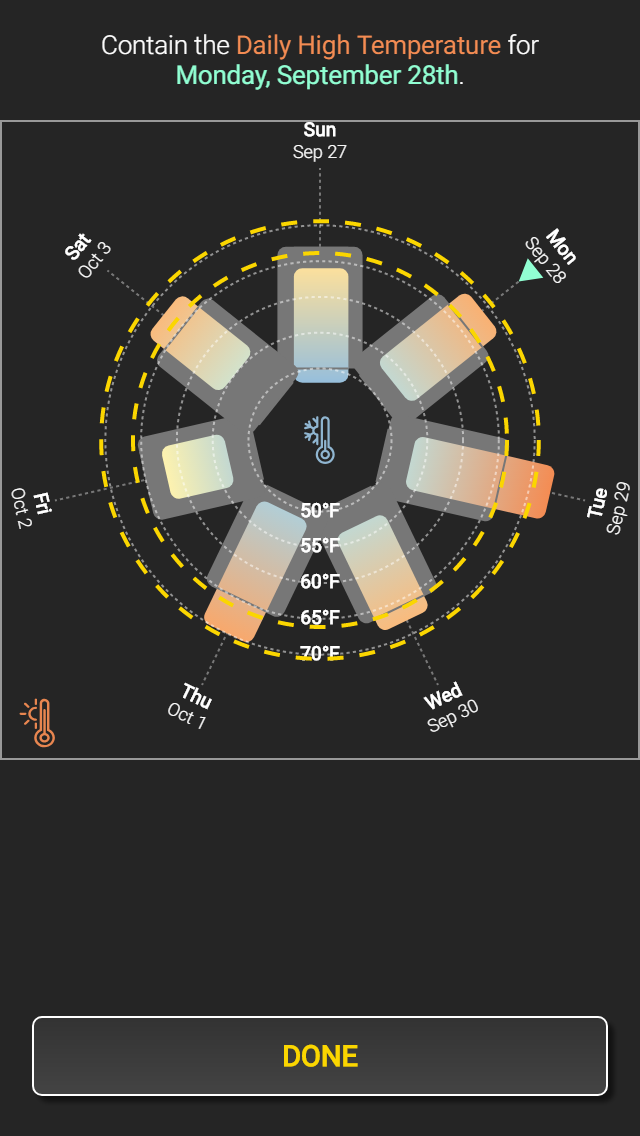 Contain the Daily High Temperature for
Monday, September 28th.
Sun
Sep 27
Mon
Sep 28
Tue
Sep 29
Wed
Sep 30
Thu
Oct 1
Fri
Oct 2
Sat
Oct 3
50°F
55°F
60°F
65°F
70°F
DONE